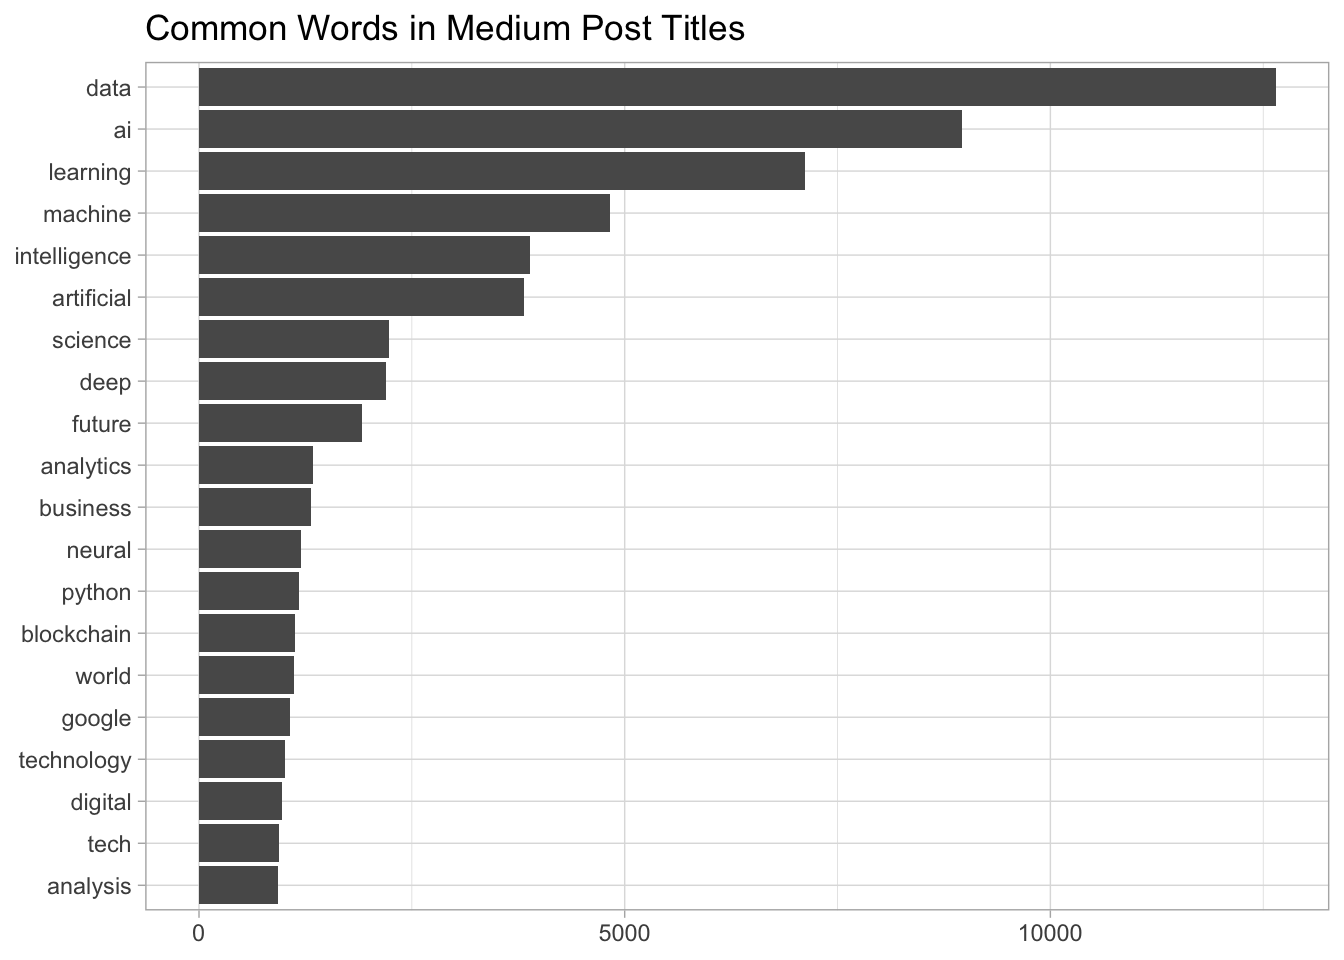 Common Words in Medium Post Titles
data
ai
learning
machine
intelligence
artificial
science
deep
future
analytics
business
neural
python
blockchain
world
google
technology
digital
tech
analysis
0 5000 10000